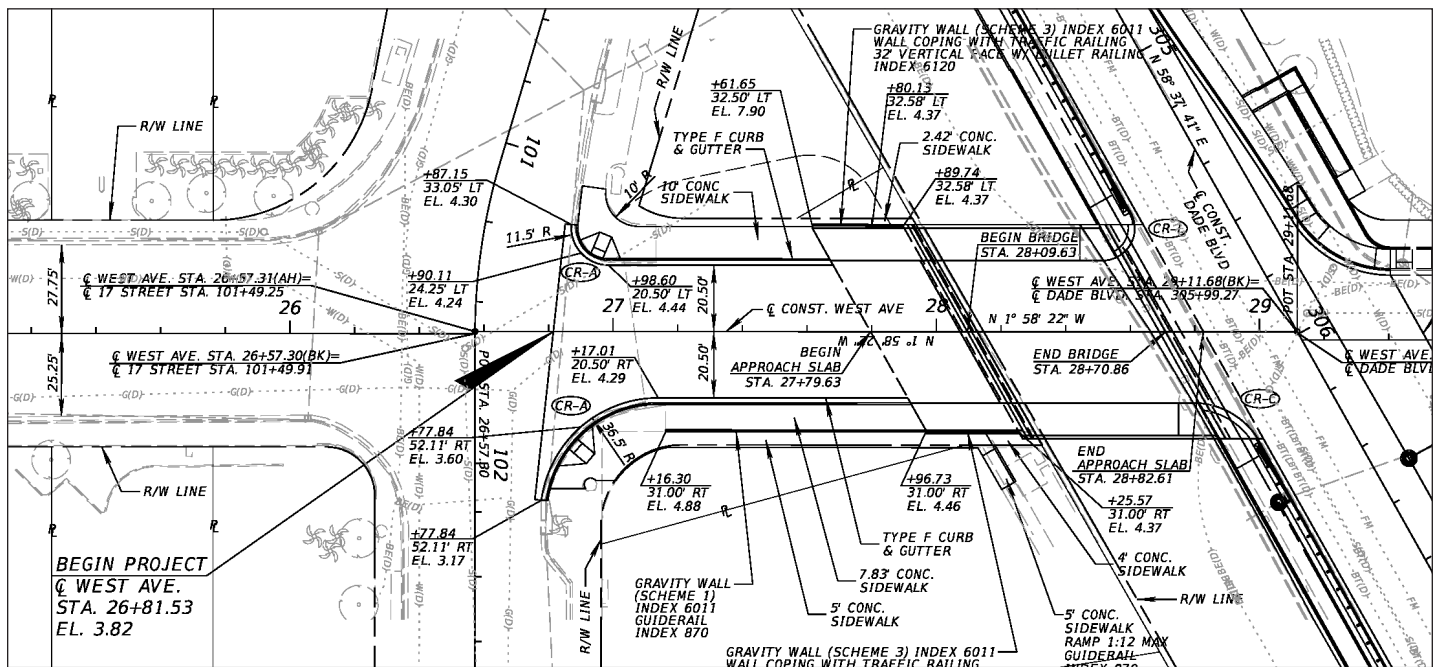 GRAVITY WALL (SCHEME 3) INDEX 6011
WALL COPING WITH TRAFFIC RAILING
32' VERTICAL FACE W/ BULLET RAILING
INDEX 6120
305
N 58° 37' 41" E
R/W LINE
+61.65
32.50' LT
EL. 7.90
+80.13
32.58' LT
EL. 4.37
R/W LINE
101
TYPE F CURB
& GUTTER
2.42' CONC.
SIDEWALK
+87.15
33.05' LT
EL. 4.30
10' R
10' CONC
SIDEWALK
+89.74
32.58' LT
EL. 4.37
℄ CONST.
DADE BLVD
POT STA. 29+11.68
11.5' R
BEGIN BRIDGE
STA. 28+09.63
CR-L
27.75'
℄ WEST AVE. STA. 26+57.31(AH)=
℄ 17 STREET STA. 101+49.25
CR-A
+90.11
24.25' LT
EL. 4.24
+98.60
20.50' LT
EL. 4.44
20.50'
℄ WEST AVE. STA. 29+11.68(BK)=
℄ DADE BLVD. STA. 305+99.27
26
27
28
29
306
℄ CONST. WEST AVE
N 1° 58' 22" W
N 1° 58' 22" W
25.25'
℄ WEST AVE. STA. 26+57.30(BK)=
℄ 17 STREET STA. 101+49.91
POT STA. 26+57.80
+17.01
20.50' RT
EL. 4.29
20.50'
BEGIN
APPROACH SLAB
STA. 27+79.63
END BRIDGE
STA. 28+70.86
℄ WEST AVE.
℄ DADE BLV
CR-A
CR-C
+77.84
52.11' RT
EL. 3.60
102
36.5' R
END
APPROACH SLAB
STA. 28+82.61
R/W LINE
+16.30
31.00' RT
EL. 4.88
+96.73
31.00' RT
EL. 4.46
+25.57
31.00' RT
EL. 4.37
+77.84
52.11' RT
EL. 3.17
TYPE F CURB
& GUTTER
4' CONC.
SIDEWALK
BEGIN PROJECT
℄ WEST AVE.
STA. 26+81.53
EL. 3.82
R/W LINE
GRAVITY WALL
(SCHEME 1)
INDEX 6011
GUIDERAIL
INDEX 870
7.83' CONC.
SIDEWALK
5' CONC.
SIDEWALK
R/W LINE
5' CONC.
SIDEWALK
RAMP 1:12 MAX
GUIDERAIL
INDEX 870
GRAVITY WALL (SCHEME 3) INDEX 6011
WALL COPING WITH TRAFFIC RAILING